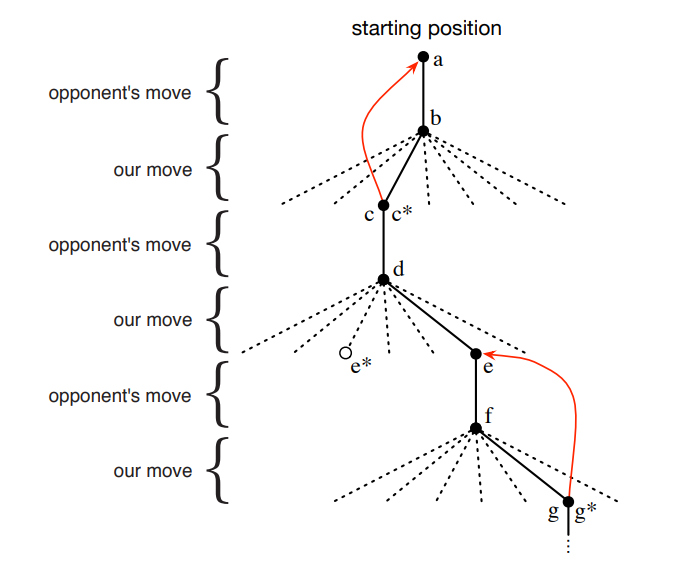 starting position
a
opponent's move
b
our move
c c*
opponent's move
d
our move
e* e
opponent's move
f
our move
g g*